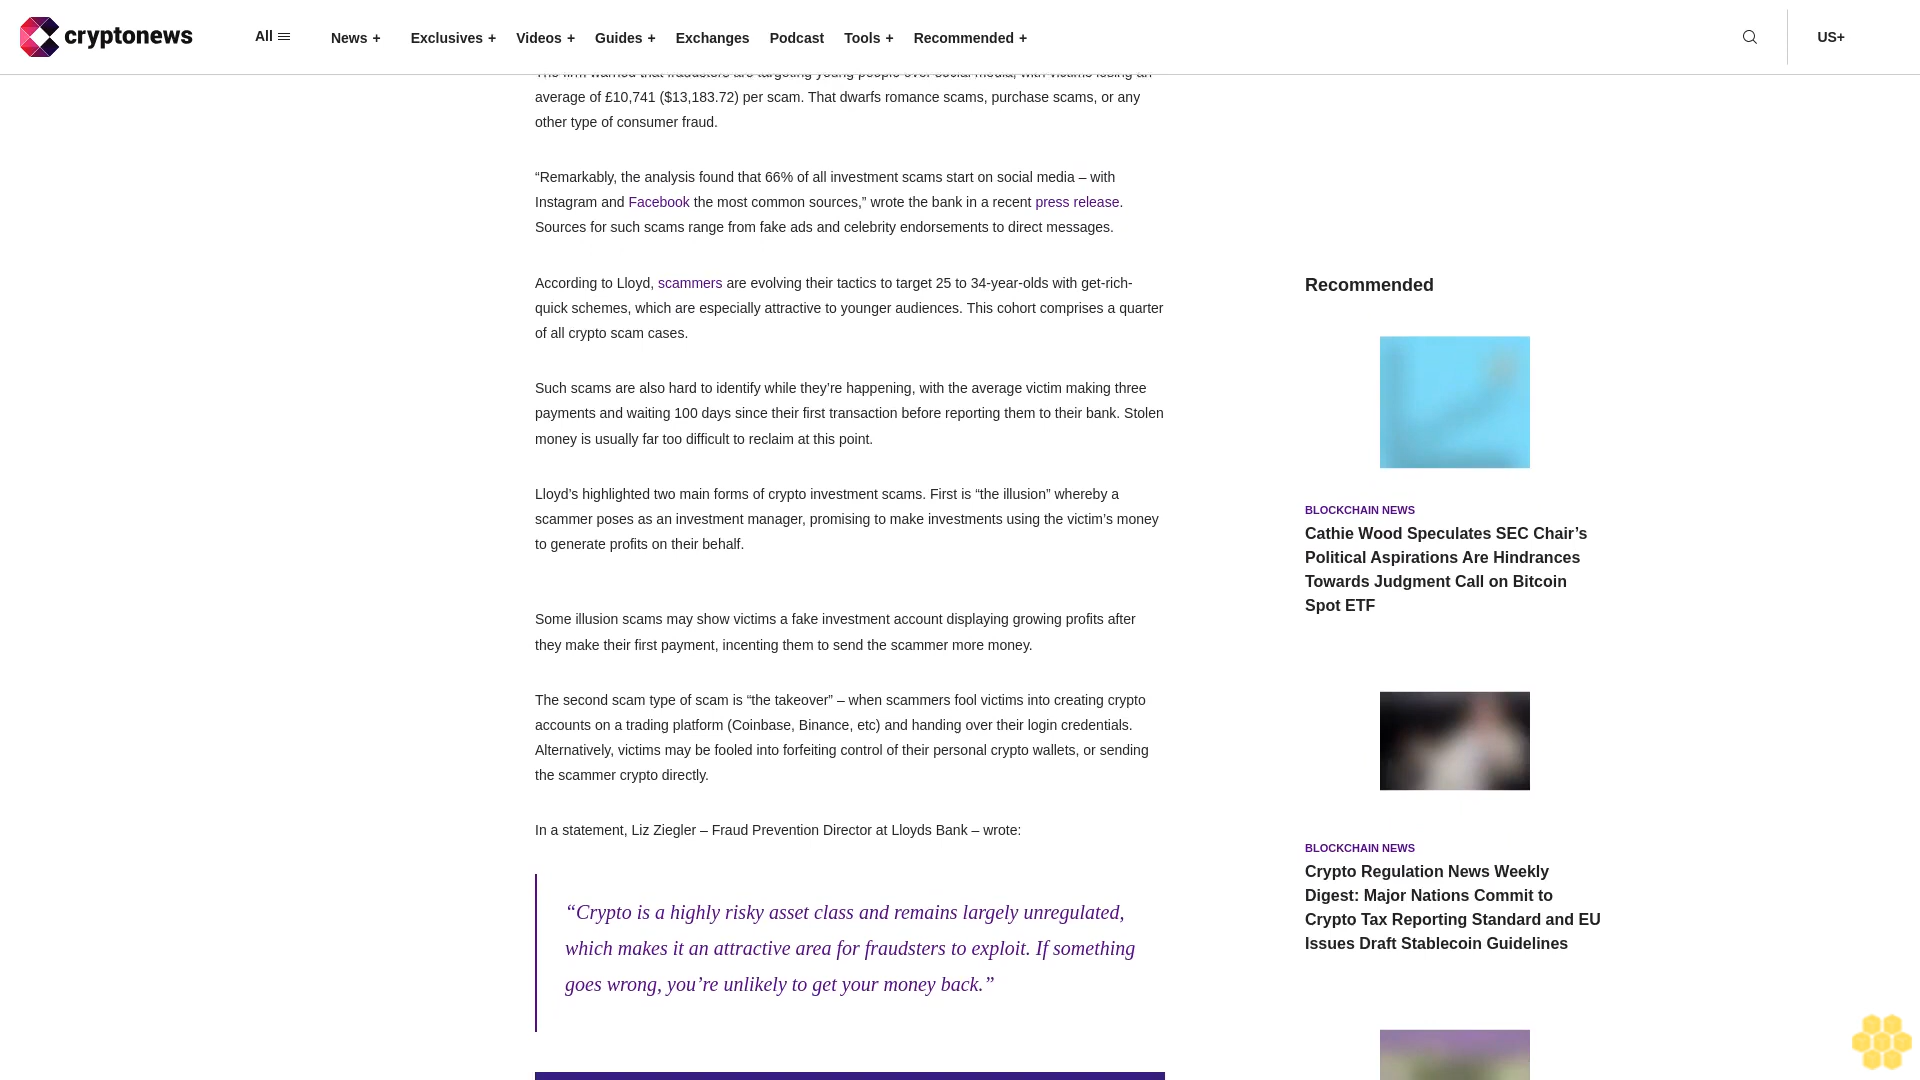 cryptonews
All
News +
Exclusives +
Videos +
Guides +
Exchanges
Podcast
Tools +
Recommended +
US+
The firm warned that fraudsters are targeting young people over social media, with victims losing an
average of £10,741 ($13,183.72) per scam. That dwarfs romance scams, purchase scams, or any
other type of consumer fraud.
“Remarkably, the analysis found that 66% of all investment scams start on social media – with
Instagram and Facebook the most common sources,” wrote the bank in a recent press release.
Sources for such scams range from fake ads and celebrity endorsements to direct messages.
According to Lloyd, scammers are evolving their tactics to target 25 to 34-year-olds with get-rich-
quick schemes, which are especially attractive to younger audiences. This cohort comprises a quarter
of all crypto scam cases.
Such scams are also hard to identify while they’re happening, with the average victim making three
payments and waiting 100 days since their first transaction before reporting them to their bank. Stolen
money is usually far too difficult to reclaim at this point.
Lloyd’s highlighted two main forms of crypto investment scams. First is “the illusion” whereby a
scammer poses as an investment manager, promising to make investments using the victim’s money
to generate profits on their behalf.
Some illusion scams may show victims a fake investment account displaying growing profits after
they make their first payment, incenting them to send the scammer more money.
The second scam type of scam is “the takeover” – when scammers fool victims into creating crypto
accounts on a trading platform (Coinbase, Binance, etc) and handing over their login credentials.
Alternatively, victims may be fooled into forfeiting control of their personal crypto wallets, or sending
the scammer crypto directly.
In a statement, Liz Ziegler – Fraud Prevention Director at Lloyds Bank – wrote:
“Crypto is a highly risky asset class and remains largely unregulated,
which makes it an attractive area for fraudsters to exploit. If something
goes wrong, you’re unlikely to get your money back.”
Recommended
BLOCKCHAIN NEWS
Cathie Wood Speculates SEC Chair’s
Political Aspirations Are Hindrances
Towards Judgment Call on Bitcoin
Spot ETF
BLOCKCHAIN NEWS
Crypto Regulation News Weekly
Digest: Major Nations Commit to
Crypto Tax Reporting Standard and EU
Issues Draft Stablecoin Guidelines